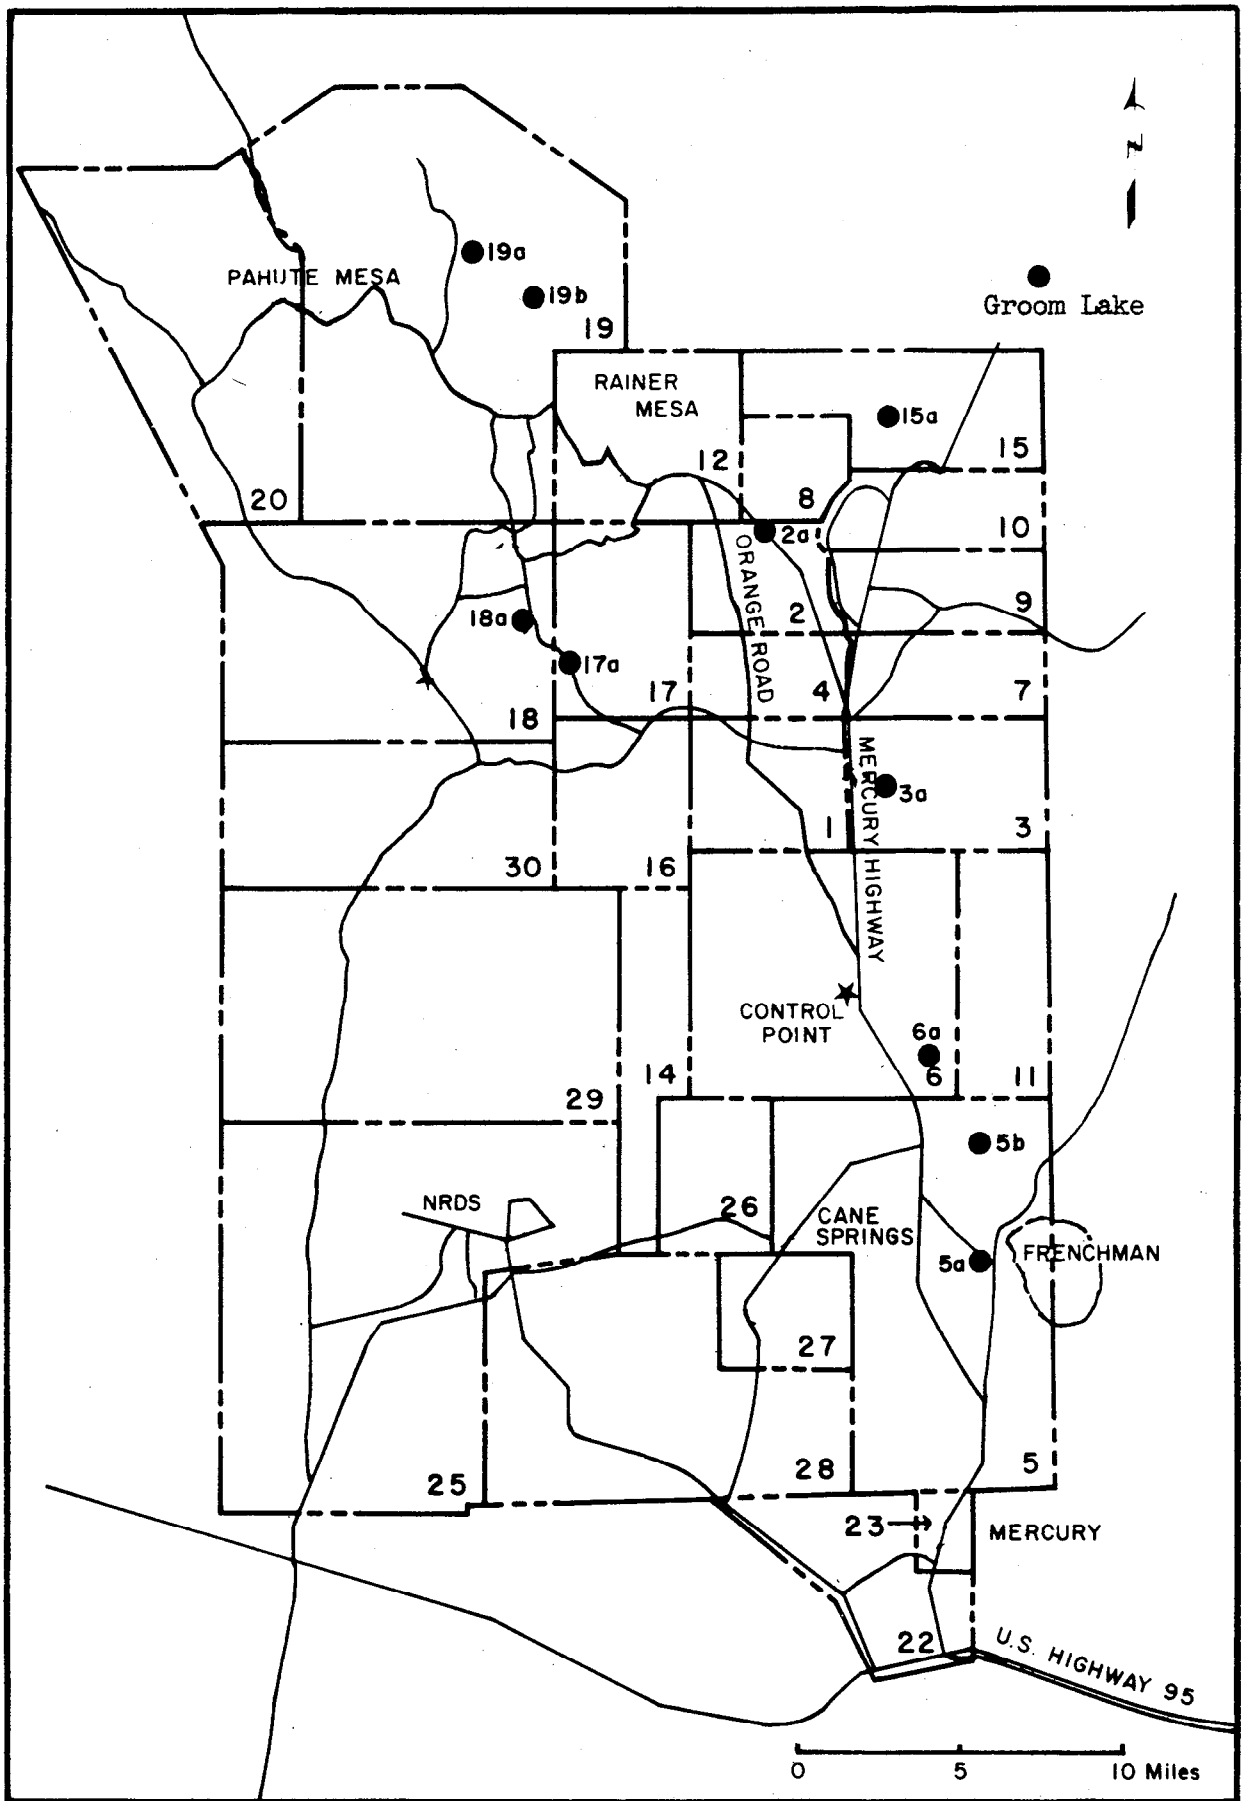 N
19a
PAHUTE MESA
19b
Groom Lake
19
RAINER
MESA
15a
12
15
20
8
2a
10
ORANGE ROAD
18a
2
9
17a
17
4
7
18
MERCURY HIGHWAY
3a
1
3
30
16
CONTROL
POINT
6a
6
14
11
29
5b
NRDS
26
CANE
SPRINGS
5a
FRENCHMAN
27
25
28
5
23
MERCURY
22
U.S. HIGHWAY 95
0 5 10 Miles